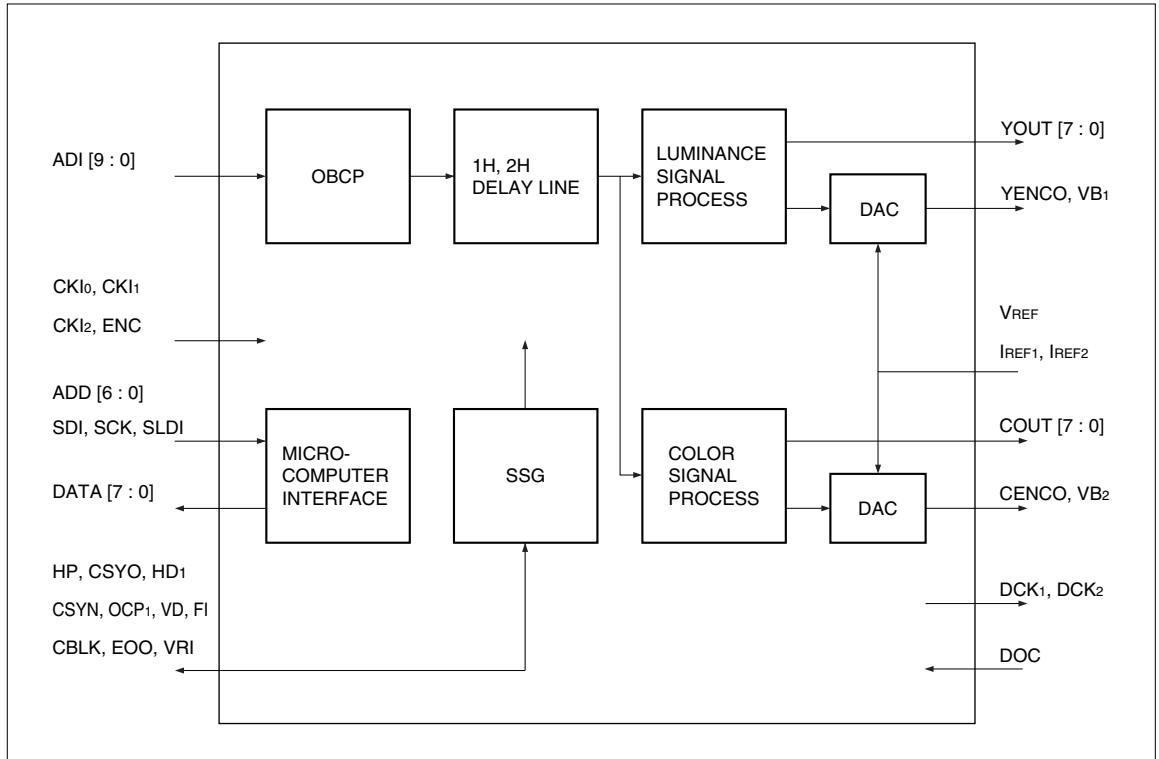 ADI [9 : 0]
OBCP
1H, 2H
DELAY LINE
LUMINANCE
SIGNAL
PROCESS
DAC
YOUT [7 : 0]
YENCO, VB1
CKI0, CKI1
CKI2, ENC
VREF
IREF1, IREF2
ADD [6 : 0]
SDI, SCK, SLDI
DATA [7 : 0]
MICRO-
COMPUTER
INTERFACE
SSG
COLOR
SIGNAL
PROCESS
DAC
COUT [7 : 0]
CENCO, VB2
HP, CSYO, HD1
CSYN, OCP1, VD, FI
CBLK, EOO, VRI
DCK1, DCK2
DOC